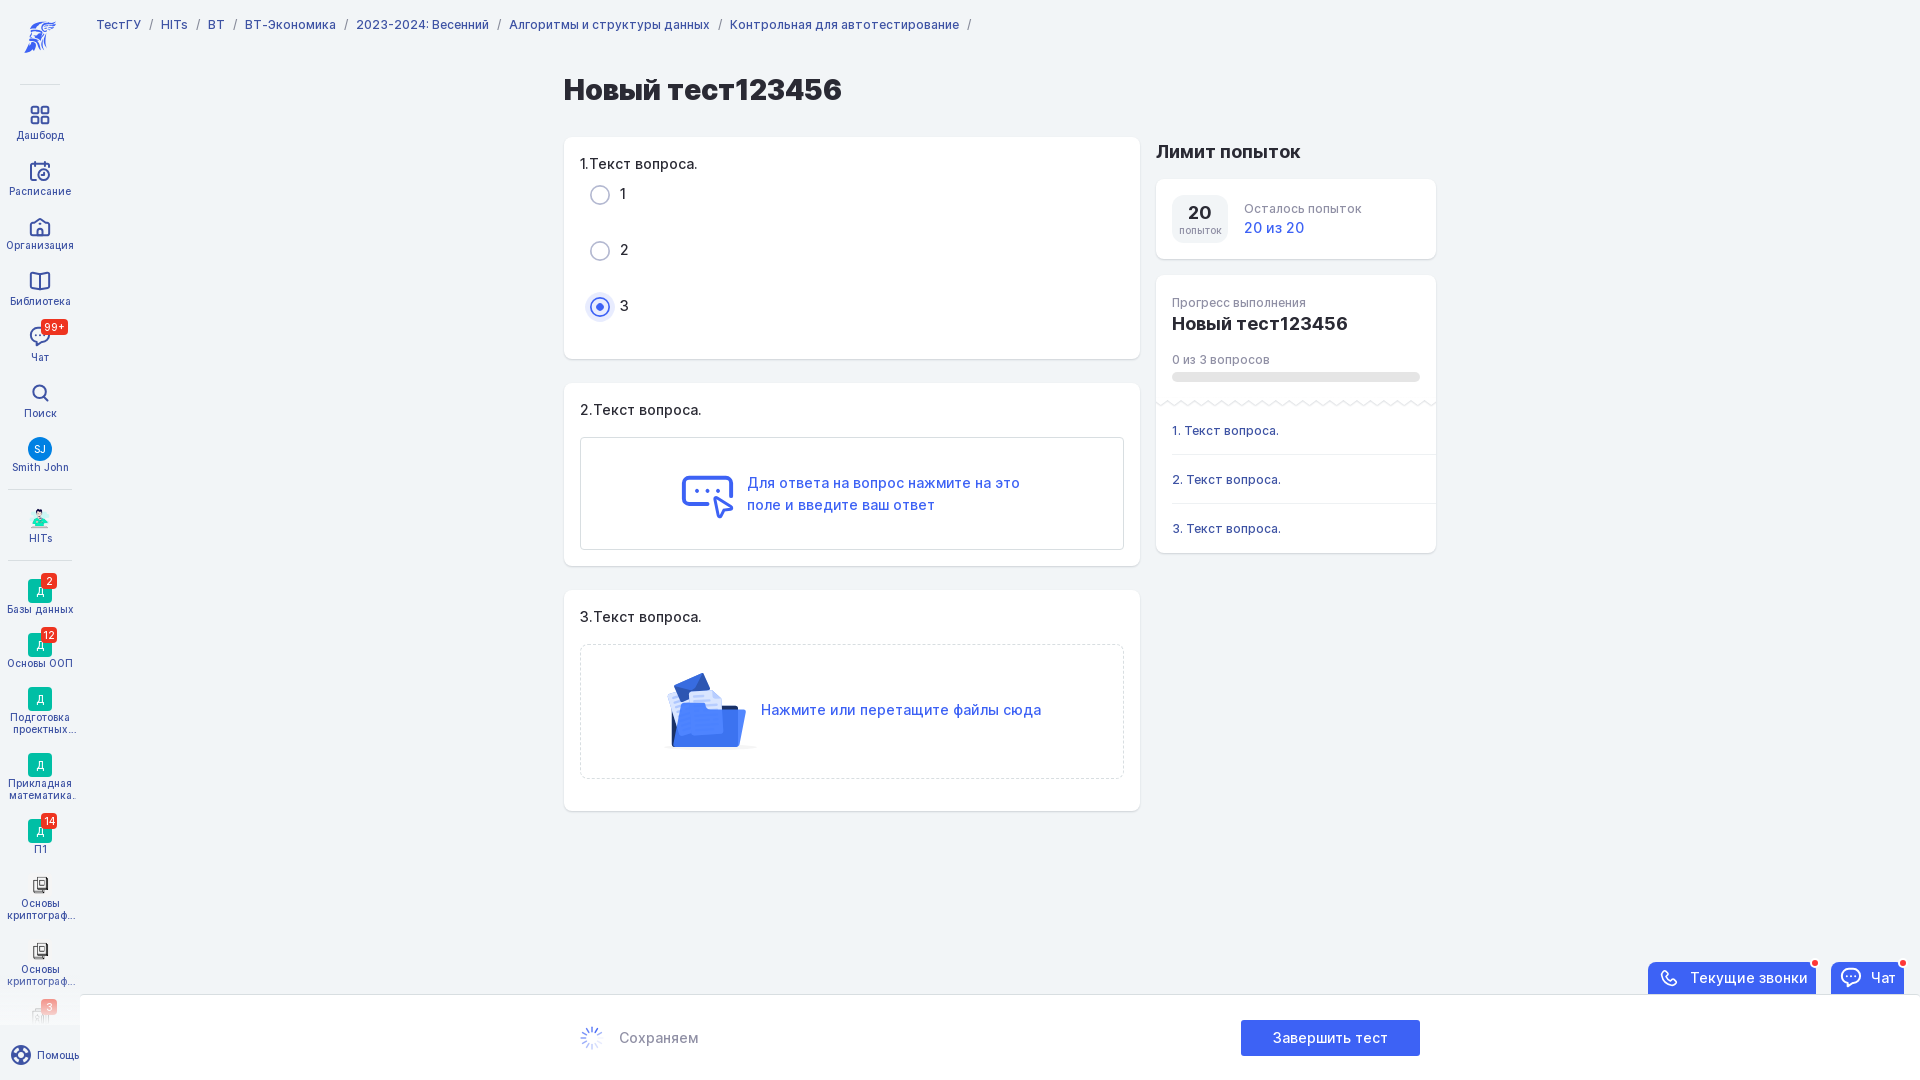 ТестГУ / HITs / ВТ / ВТ-Экономика / 2023-2024: Весенний / Алгоритмы и структуры данных / Контрольная для автотестирование /
Дашборд
Расписание
Организация
Библиотека
99+
Чат
Поиск
SJ
Smith John
HITs
2
Д
Базы данных
12
Д
Основы ООП
Д
Подготовка
проектных...
Д
Прикладная
математика.
14
Д
П1
Основы
криптограф...
Основы
криптограф...
3
Помощь
Новый тест123456
1.Текст вопроса.
1
2
3
2.Текст вопроса.
Для ответа на вопрос нажмите на это
поле и введите ваш ответ
3.Текст вопроса.
Нажмите или перетащите файлы сюда
Лимит попыток
20
попыток
Осталось попыток
20 из 20
Прогресс выполнения
Новый тест123456
0 из 3 вопросов
1. Текст вопроса.
2. Текст вопроса.
3. Текст вопроса.
Текущие звонки
Чат
Сохраняем
Завершить тест